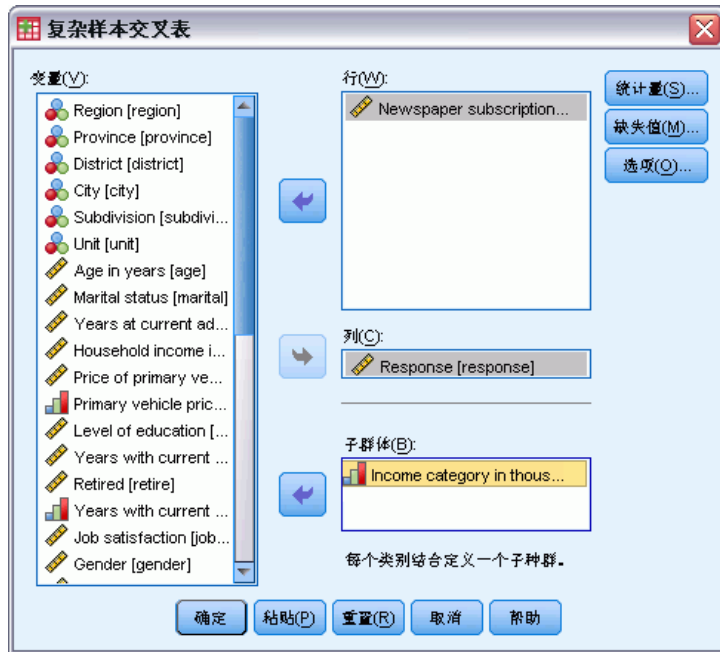 复杂样本交叉表
变量(V):
Region [region]
Province [province]
District [district]
City [city]
Subdivision [subdivi...
Unit [unit]
Age in years [age]
Marital status [marital]
Years at current ad...
Household income i...
Price of primary ve...
Primary vehicle pric...
Level of education [...
Years with current ...
Retired [retire]
Years with current ...
Job satisfaction [job...
Gender [gender]
行(W):
Newspaper subscription...
列(C):
Response [response]
子群体(B):
Income category in thous...
每个类别结合定义一个子种群。
统计量(S)...
缺失值(M)...
选项(O)...
确定
粘贴(P)
重置(R)
取消
帮助